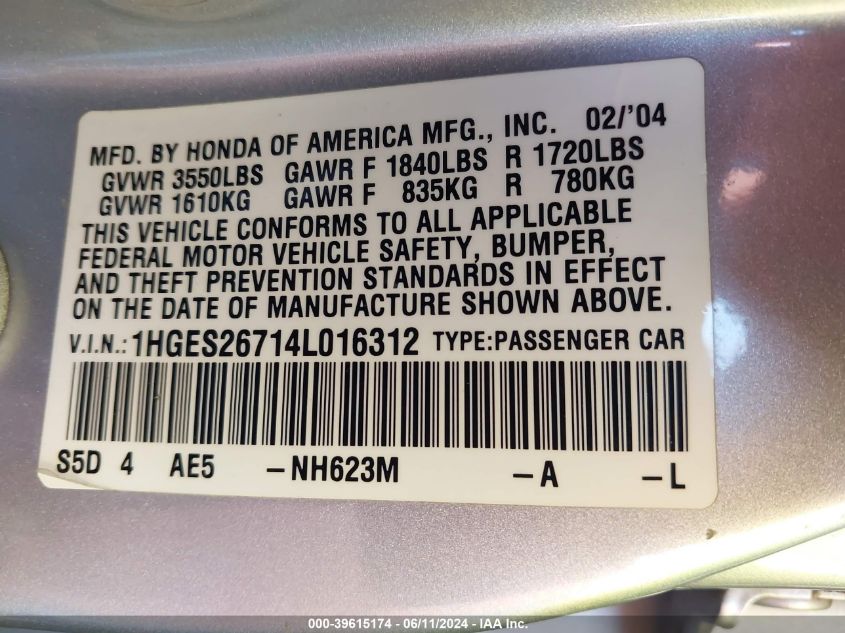 MFD. BY HONDA OF AMERICA MFG., INC. 02/'04
GVWR 3550LBS GAWR F 1840LBS R 1720LBS
GVWR 1610KG GAWR F 835KG R 780KG
THIS VEHICLE CONFORMS TO ALL APPLICABLE
FEDERAL MOTOR VEHICLE SAFETY, BUMPER,
AND THEFT PREVENTION STANDARDS IN EFFECT
ON THE DATE OF MANUFACTURE SHOWN ABOVE.
V.I.N.: 1HGES26714L016312 TYPE:PASSENGER CAR
S5D 4 AE5 -NH623M -A -L
000-39615174 - 06/11/2024 - IAA Inc.